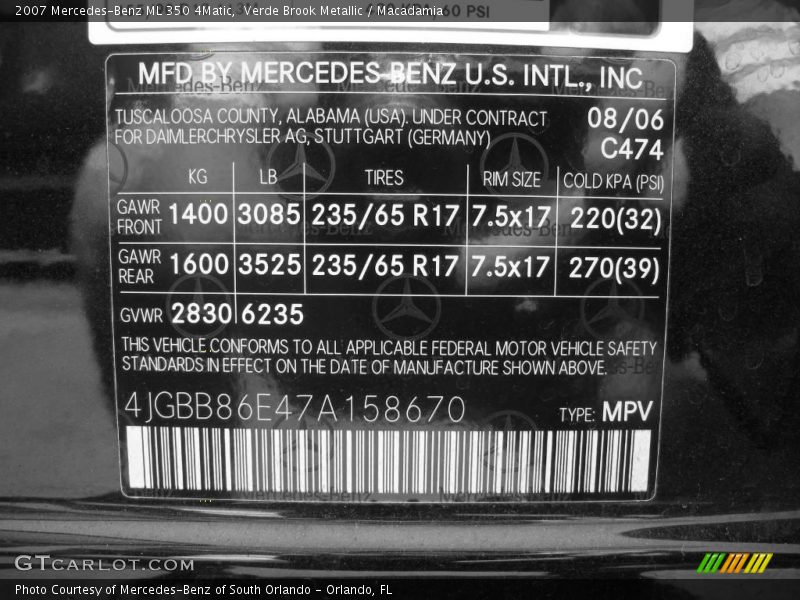 2007 Mercedes-Benz ML 350 4Matic, Verde Brook Metallic / Macadamia
60 PSI
MFD BY MERCEDES-BENZ U.S. INTL., INC
TUSCALOOSA COUNTY, ALABAMA (USA). UNDER CONTRACT 08/06
FOR DAIMLERCHRYSLER AG, STUTTGART (GERMANY) C474
KG LB TIRES RIM SIZE COLD KPA (PSI)
GAWR FRONT 1400 3085 235/65 R17 7.5x17 220(32)
GAWR REAR 1600 3525 235/65 R17 7.5x17 270(39)
GVWR 2830 6235
THIS VEHICLE CONFORMS TO ALL APPLICABLE FEDERAL MOTOR VEHICLE SAFETY
STANDARDS IN EFFECT ON THE DATE OF MANUFACTURE SHOWN ABOVE.
4JGBB86E47A158670 TYPE: MPV
GTCARLOT.COM
Photo Courtesy of Mercedes-Benz of South Orlando - Orlando, FL